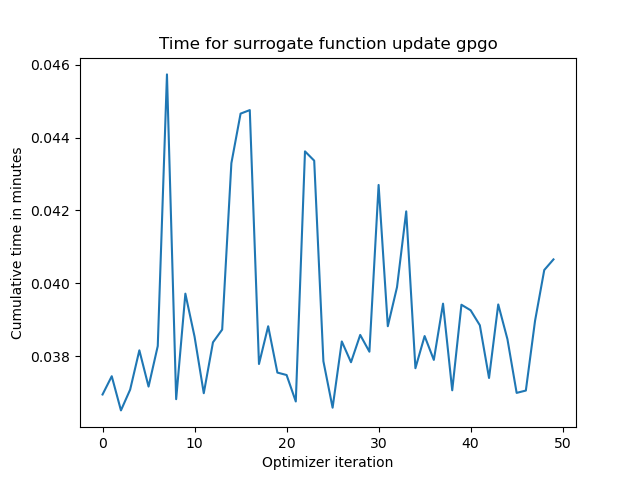 Time for surrogate function update gpgo
Cumulative time in minutes
0.046
0.044
0.042
0.040
0.038
0 10 20 30 40 50
Optimizer iteration